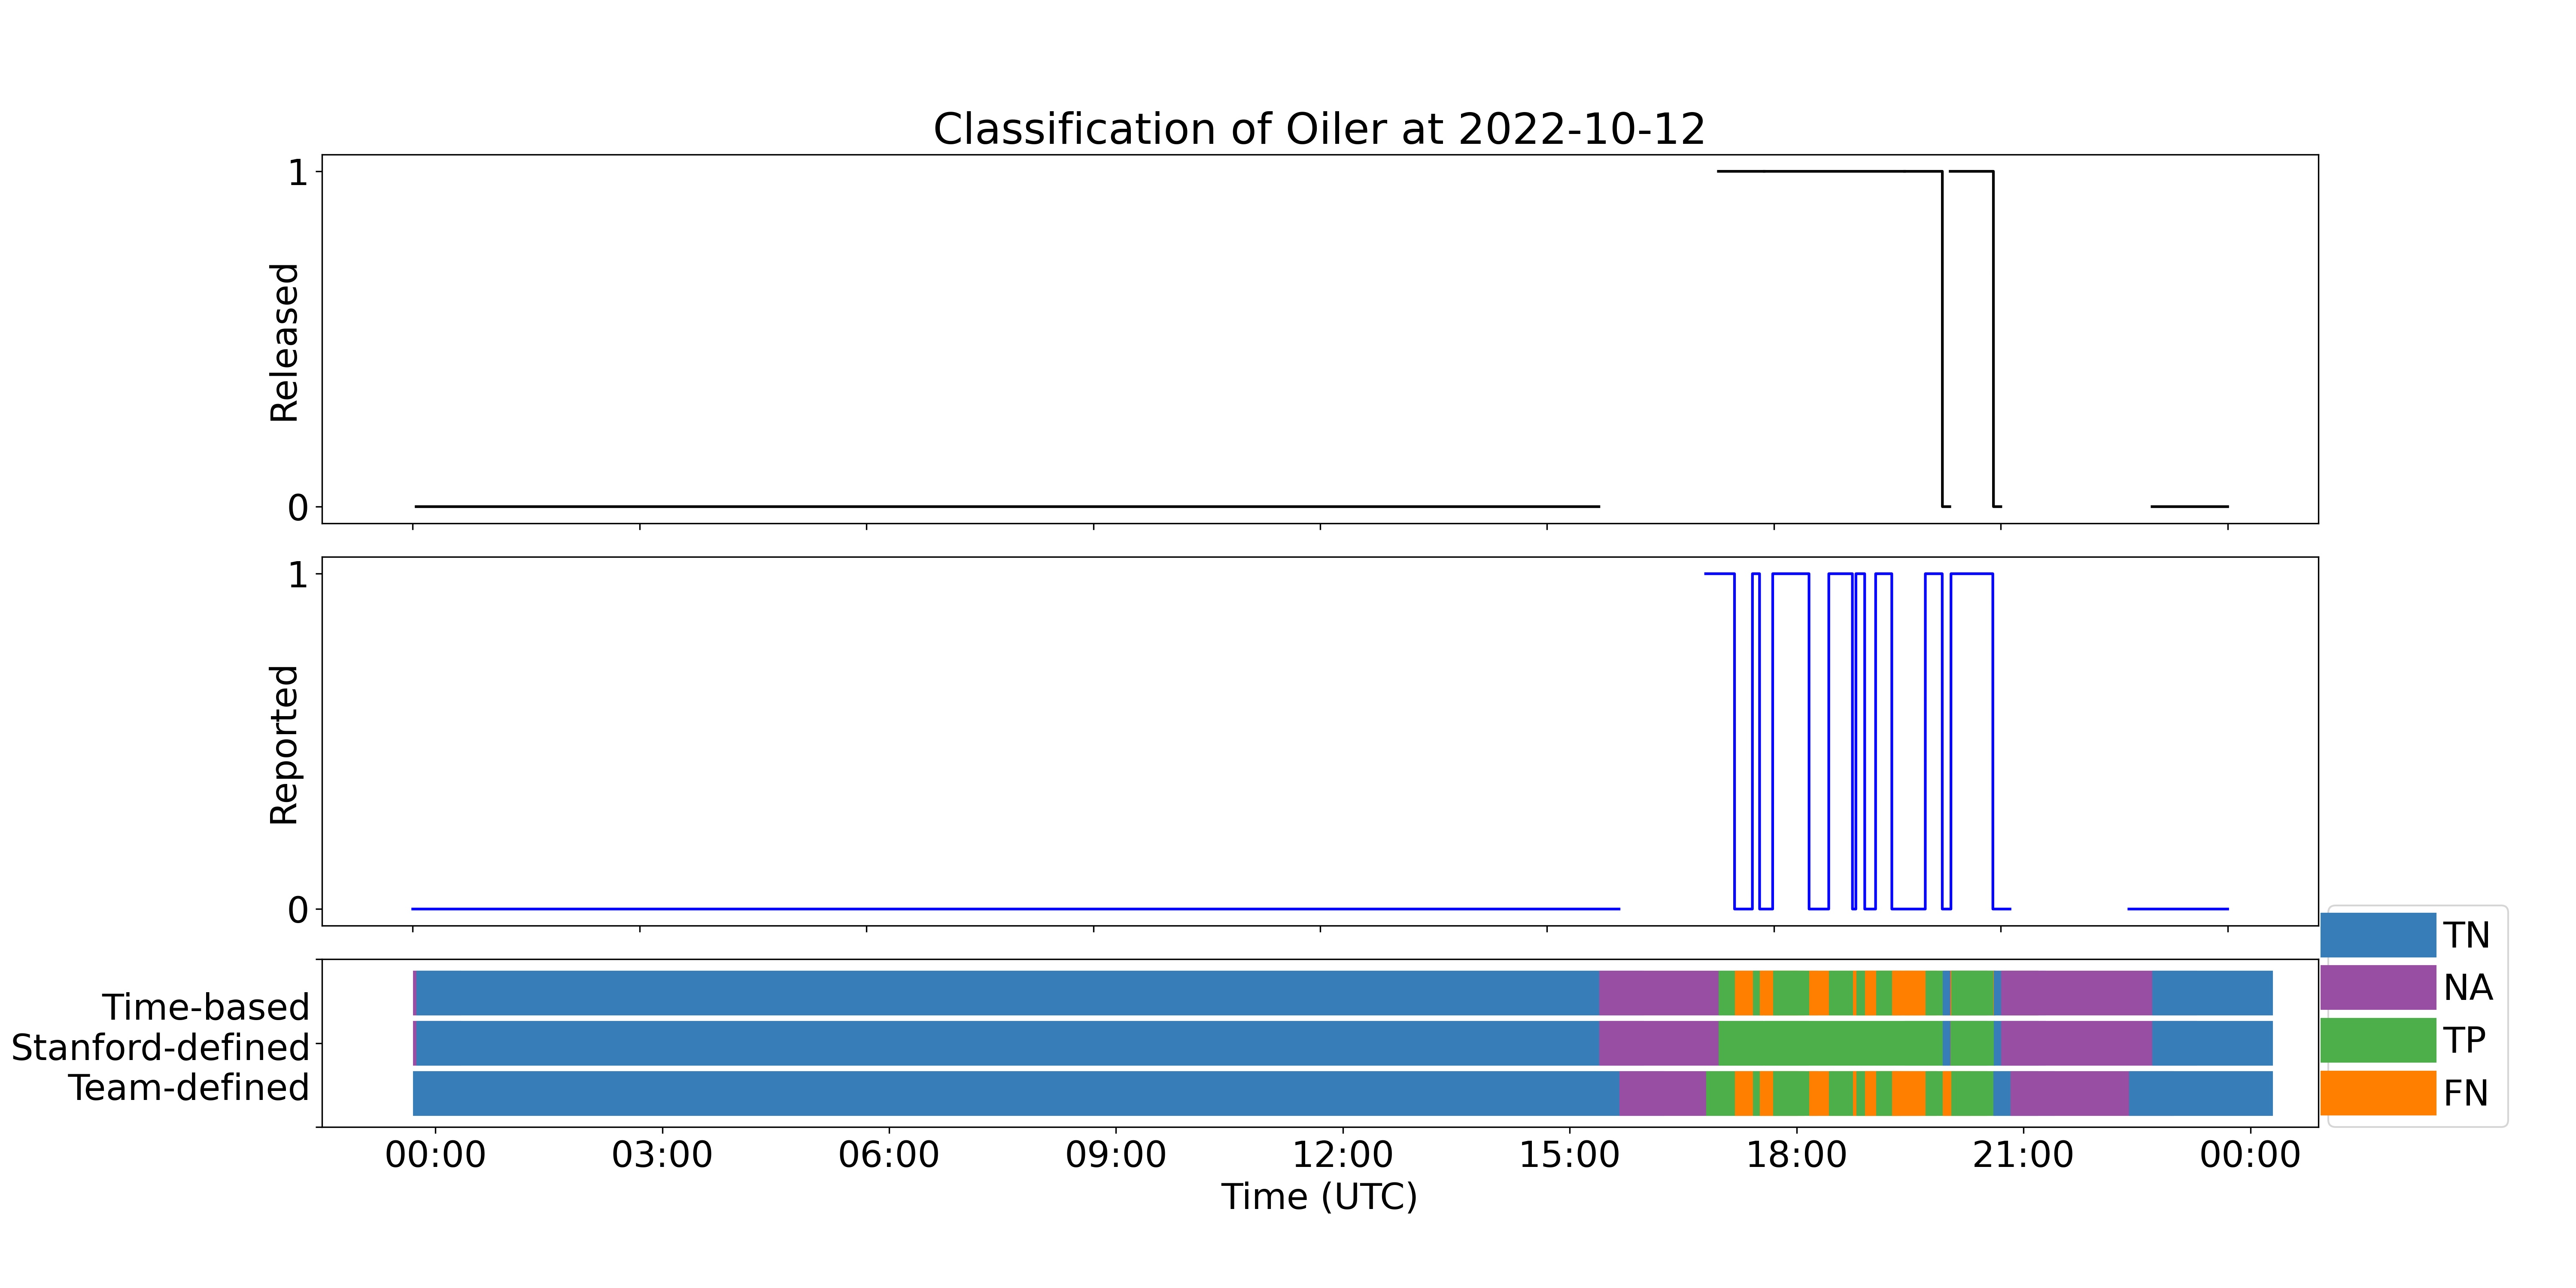 Classification of Oiler at 2022-10-12
1
Released
0
1
Reported
0
TN
NA
TP
FN
Time-based
Stanford-defined
Team-defined
00:00 03:00 06:00 09:00 12:00 15:00 18:00 21:00 00:00
Time (UTC)